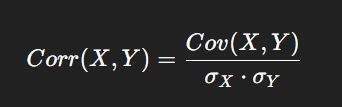 Corr(X, Y) = Cov(X, Y) / σ_X · σ_Y